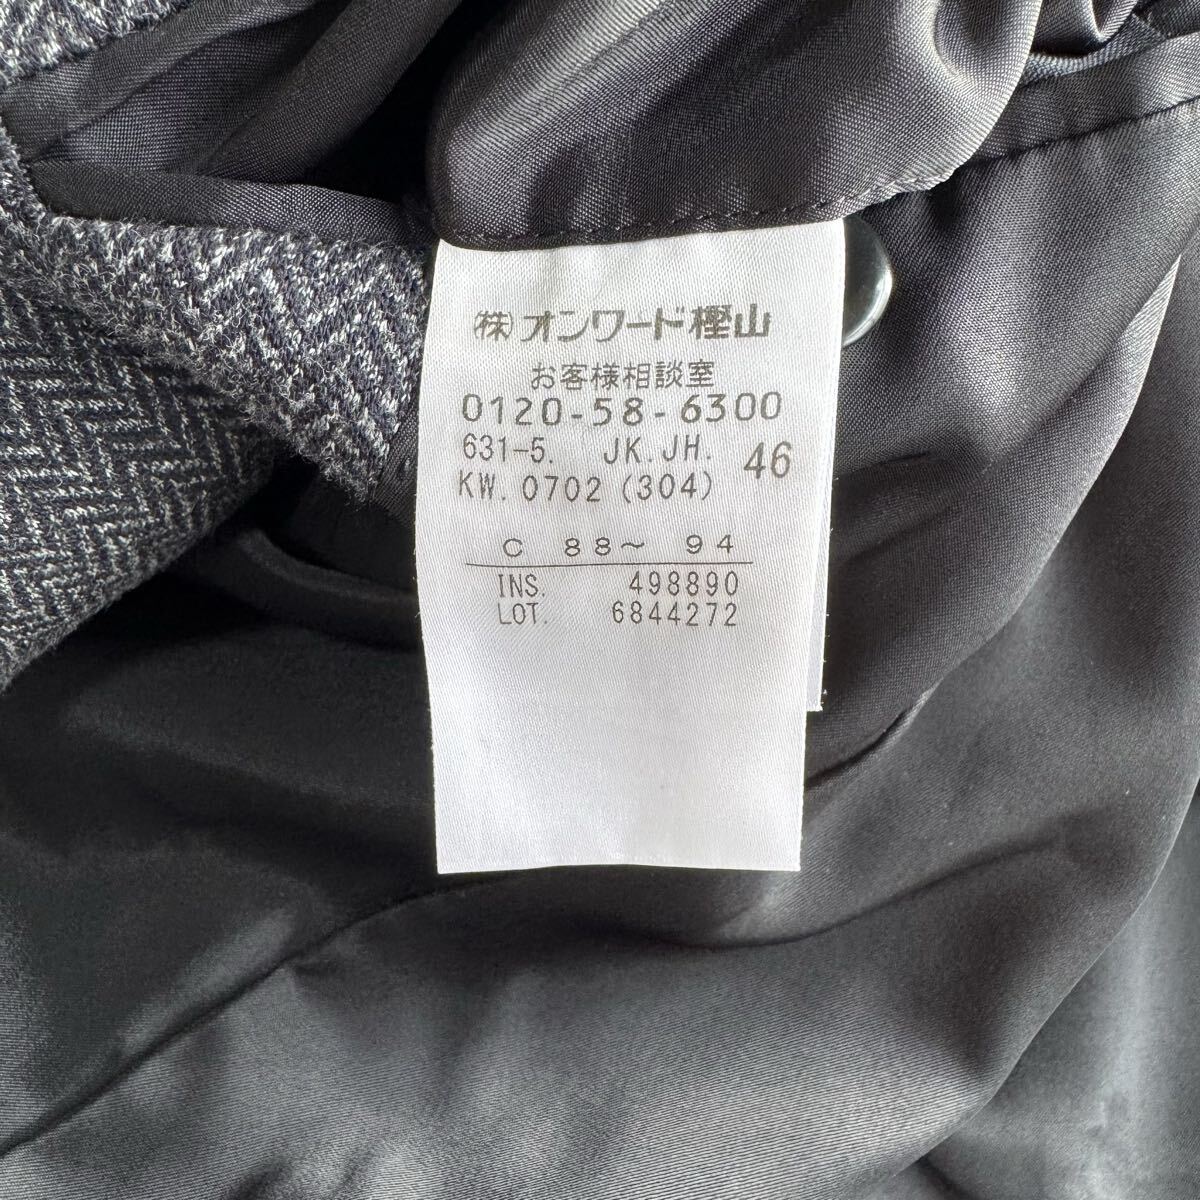 ㈱オンワード樫山
お客様相談室
0120-58-6300
631-5. JK.JH. 46
KW. 0702 (304)
C 88～ 94
INS. 498890
LOT. 6844272